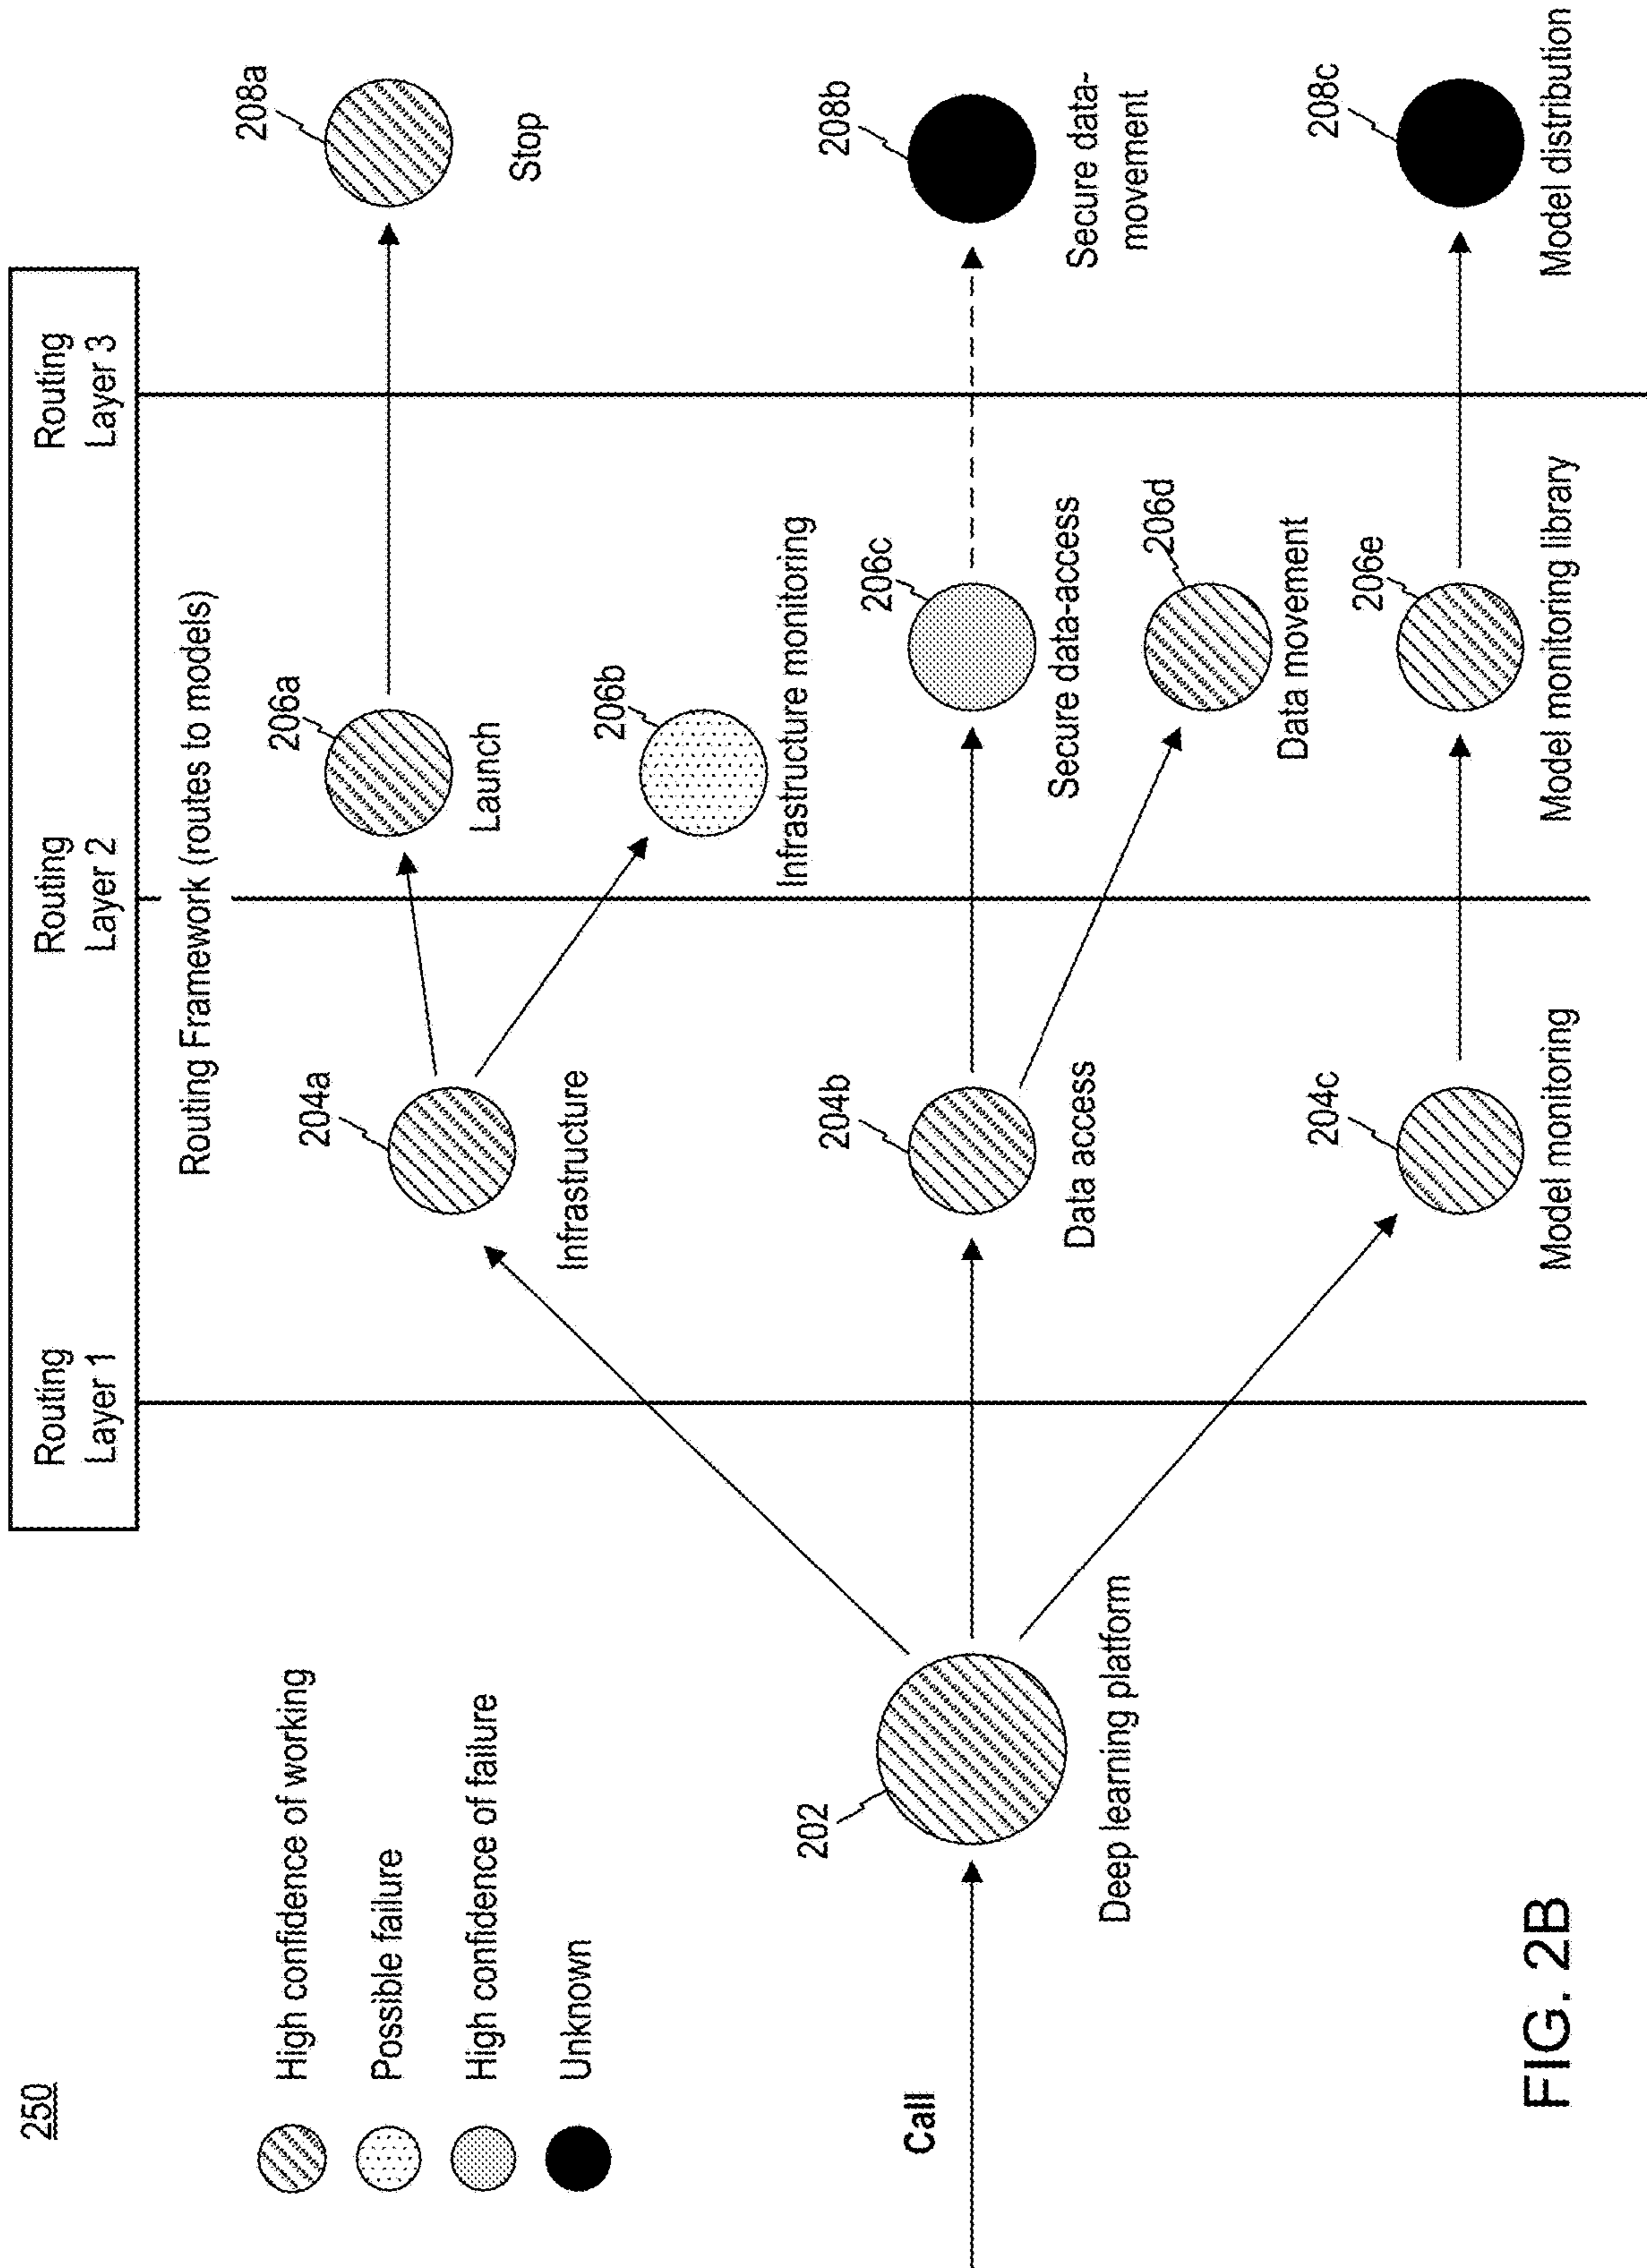 250
Routing
Layer 1
Routing
Layer 2
Routing
Layer 3
Routing Framework (routes to models)
High confidence of working
Possible failure
High confidence of failure
Unknown
Call
202
Deep learning platform
204a
Infrastructure
204b
Data access
204c
Model monitoring
206a
Launch
206b
Infrastructure monitoring
206c
Secure data-access
206d
Data movement
206e
Model monitoring library
208a
Stop
208b
Secure data-
movement
208c
Model distribution
FIG. 2B